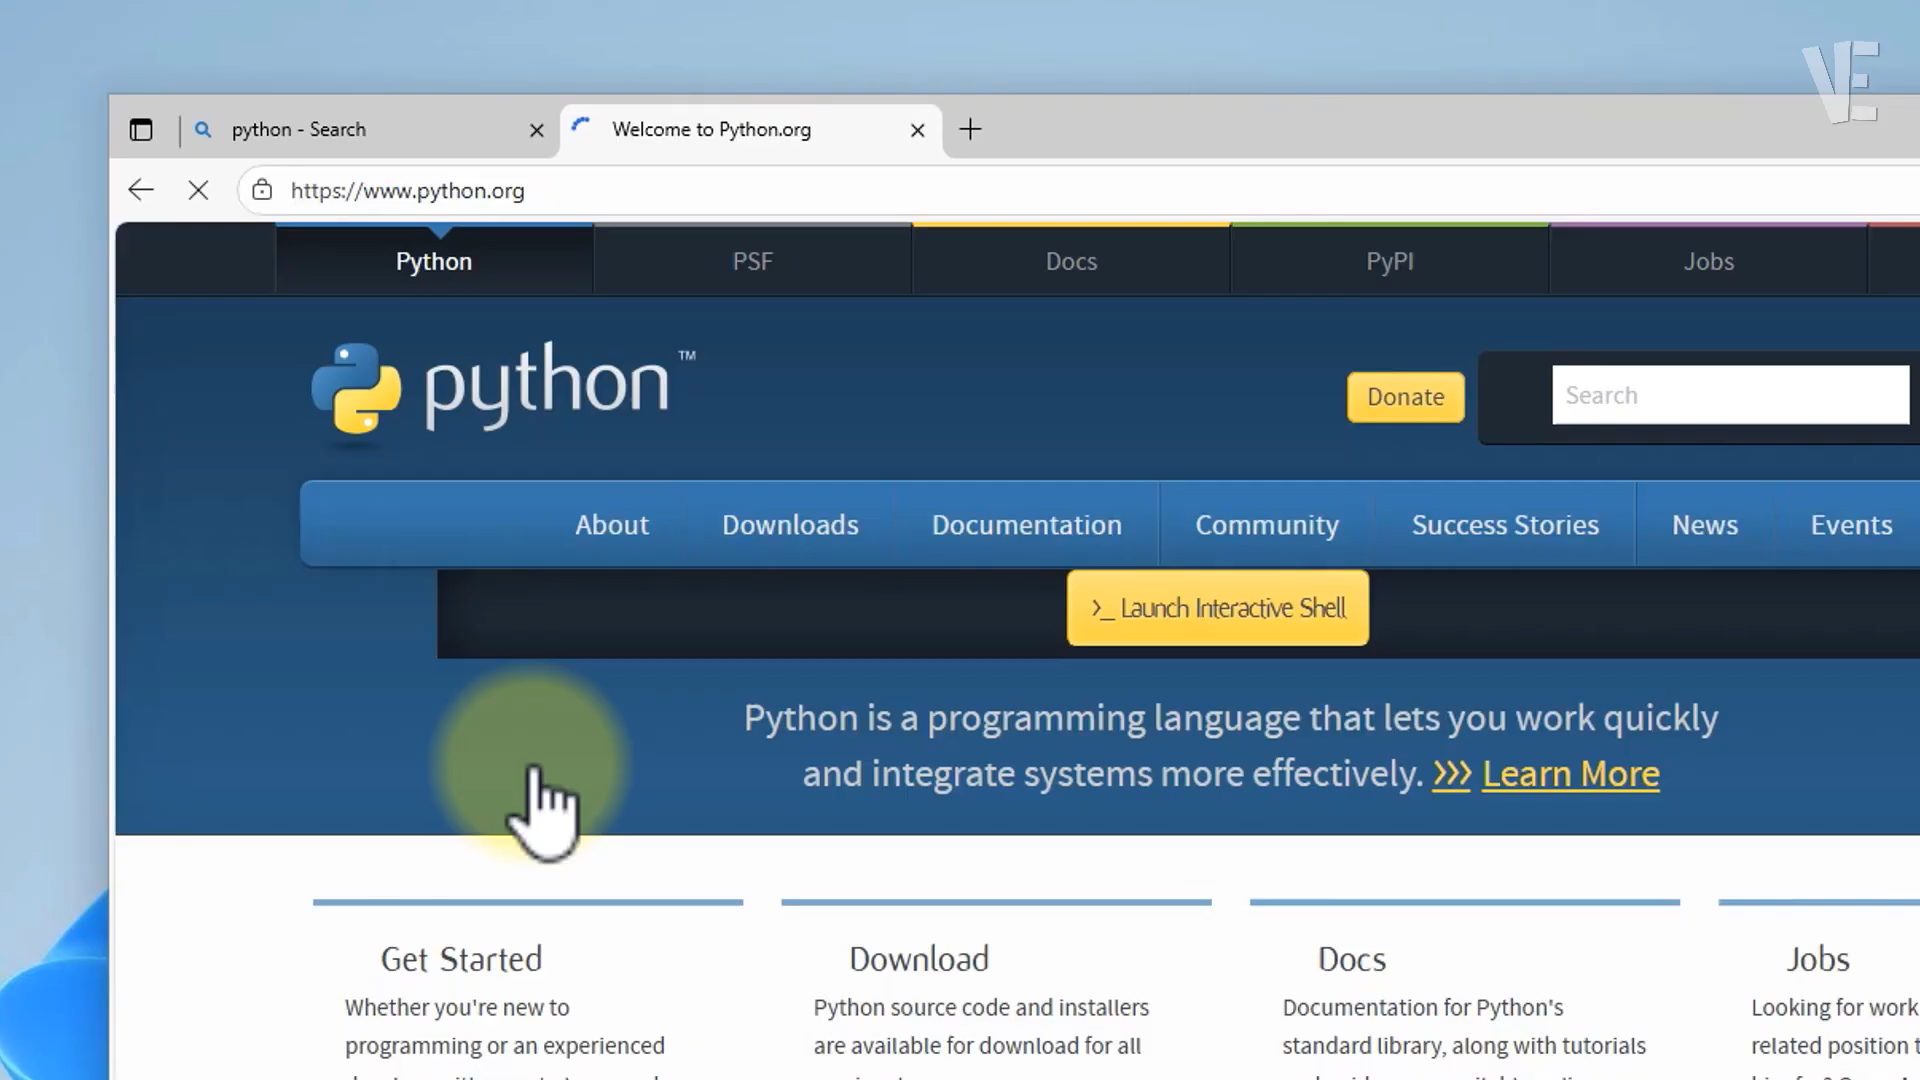 VE
python - Search
Welcome to Python.org
https://www.python.org
Python
PSF
Docs
PyPI
Jobs
python™
Donate
Search
About
Downloads
Documentation
Community
Success Stories
News
Events
>_ Launch Interactive Shell
Python is a programming language that lets you work quickly
and integrate systems more effectively. >>> Learn More
Get Started
Whether you're new to
programming or an experienced
Download
Python source code and installers
are available for download for all
Docs
Documentation for Python's
standard library, along with tutorials
Jobs
Looking for work
related position